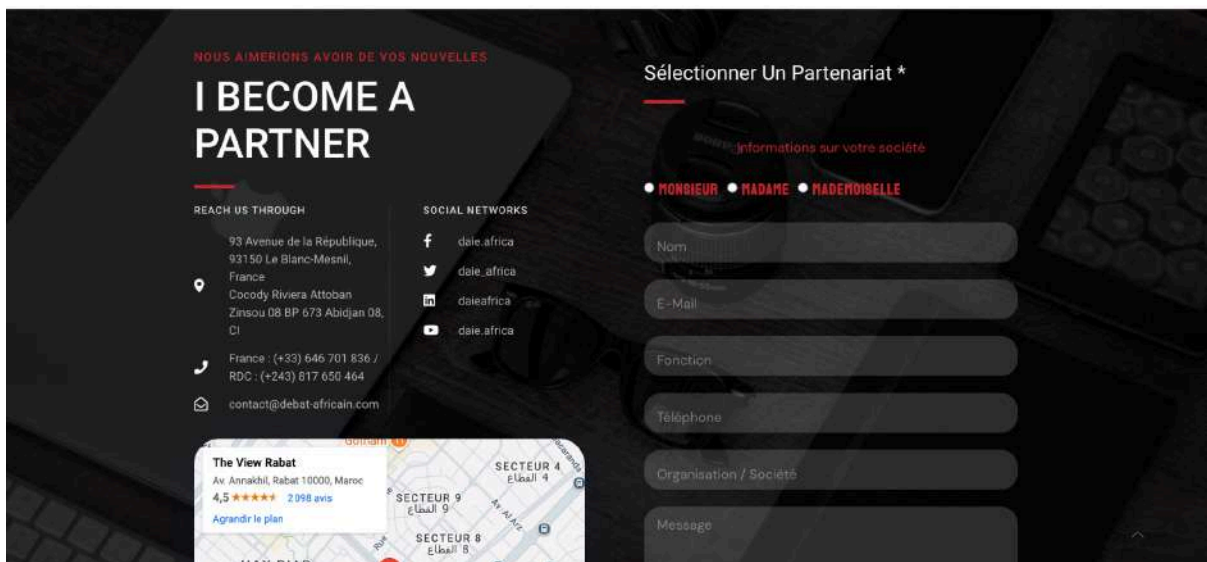 NOUS AIMERIONS AVOIR DE VOS NOUVELLES
I BECOME A
PARTNER
REACH US THROUGH
93 Avenue de la République,
93150 Le Blanc-Mesnil,
France
Cocody Riviera Attoban
Zinsou 08 BP 673 Abidjan 08,
CI
France : (+33) 646 701 836 /
RDC : (+243) 817 650 464
contact@debat-africain.com
SOCIAL NETWORKS
daie.africa
daie_africa
daieafrica
daie.africa
Gotham
The View Rabat
Av. Annakhil, Rabat 10000, Maroc
4,5 2 098 avis
Agrandir le plan
SECTEUR 4
القطاع 4
SECTEUR 9
القطاع 9
Av. Al Arz
Rue
SECTEUR 8
القطاع 8
Sélectionner Un Partenariat *
Informations sur votre société
MONSIEUR MADAME MADEMOISELLE
Nom
E-Mail
Fonction
Téléphone
Organisation / Société
Message